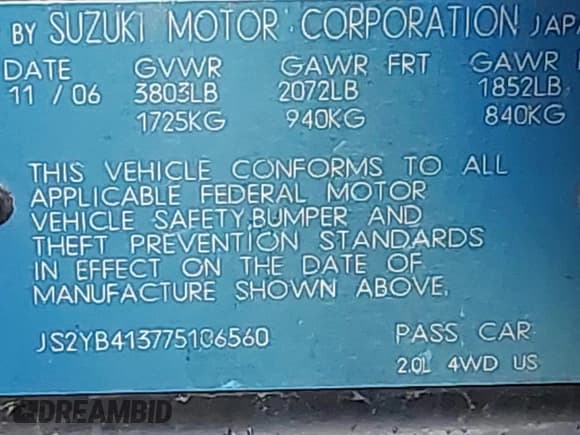 BY SUZUKI MOTOR CORPORATION JAPA
DATE GVWR GAWR FRT GAWR
11 / 06 3803LB 2072LB 1852LB
1725KG 940KG 840KG
THIS VEHICLE CONFORMS TO ALL
APPLICABLE FEDERAL MOTOR
VEHICLE SAFETY,BUMPER AND
THEFT PREVENTION STANDARDS
IN EFFECT ON THE DATE OF
MANUFACTURE SHOWN ABOVE.
JS2YB413775106560 PASS CAR
2.0L 4WD US
DREAMBID